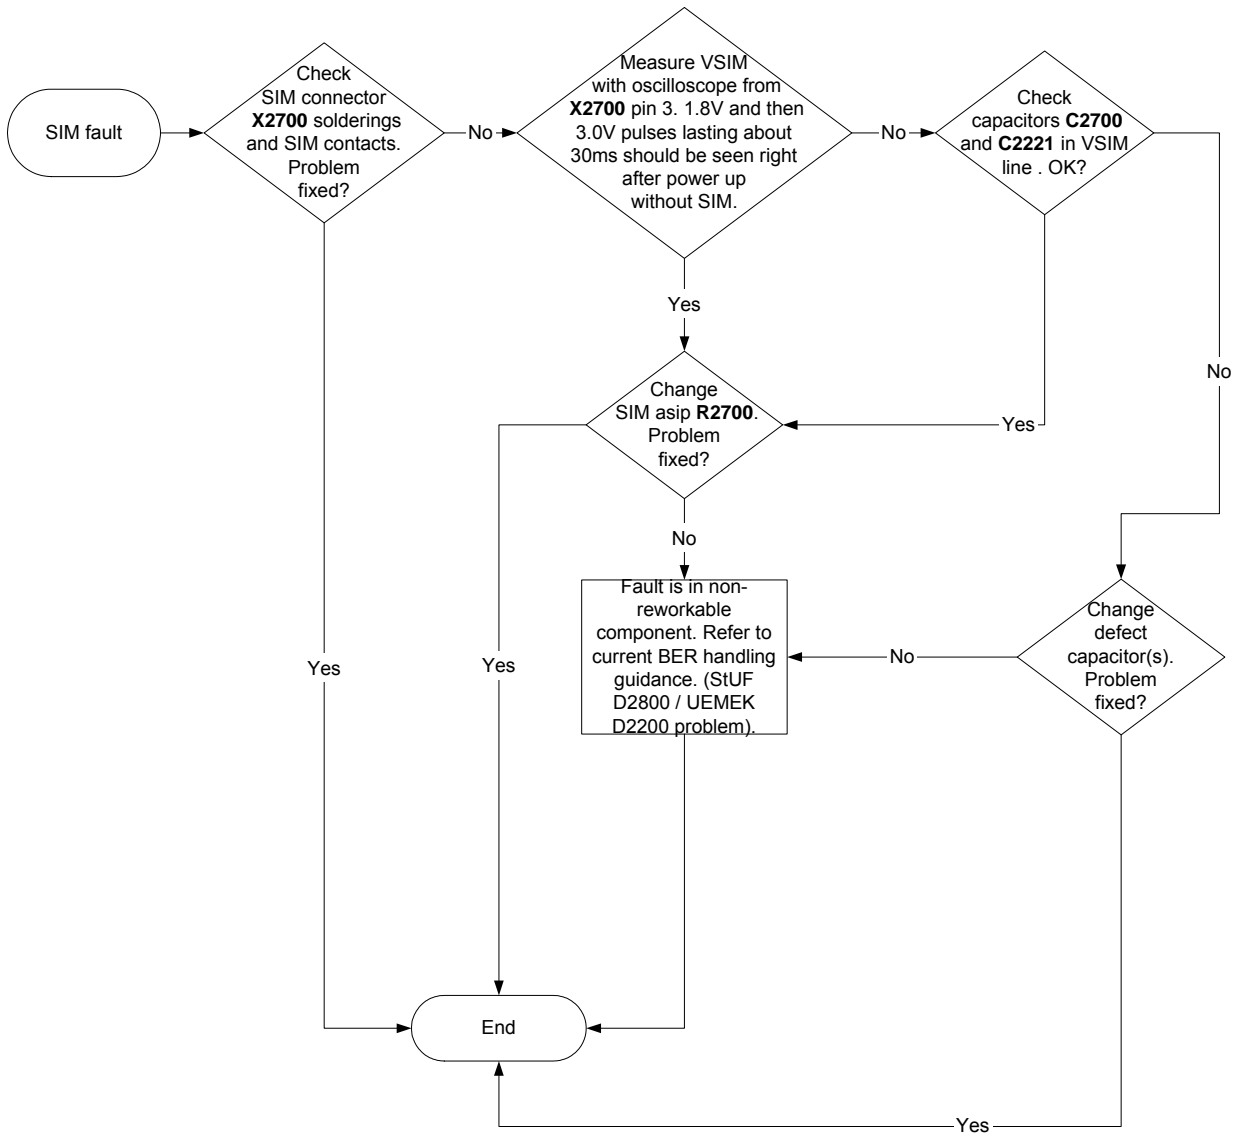 SIM fault
Check
SIM connector
X2700 solderings
and SIM contacts.
Problem
fixed?
No
Measure VSIM
with oscilloscope from
X2700 pin 3. 1.8V and then
3.0V pulses lasting about
30ms should be seen right
after power up
without SIM.
No
Check
capacitors C2700
and C2221 in VSIM
line . OK?
Yes
No
Change
SIM asip R2700.
Problem
fixed?
Yes
No
Fault is in non-
reworkable
component. Refer to
current BER handling
guidance. (StUF
D2800 / UEMEK
D2200 problem).
Change
defect
capacitor(s).
Problem
fixed?
No
Yes
Yes
End
Yes